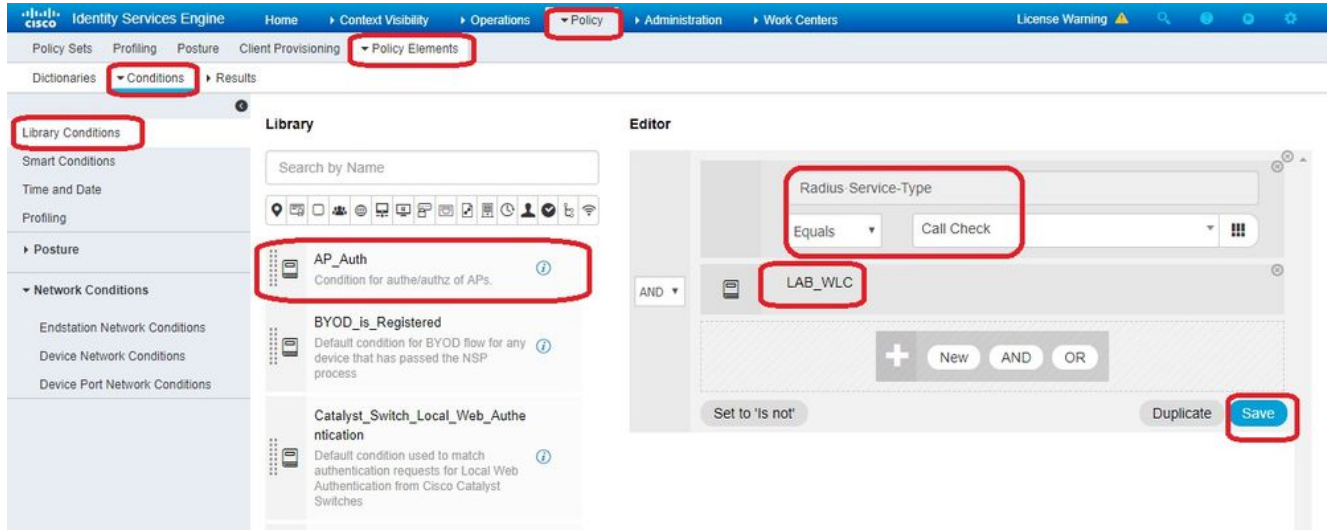 cisco Identity Services Engine Home Context Visibility Operations Policy Administration Work Centers License Warning
Policy Sets Profiling Posture Client Provisioning Policy Elements
Dictionaries Conditions Results
Library Conditions
Smart Conditions
Time and Date
Profiling
Posture
Network Conditions
Endstation Network Conditions
Device Network Conditions
Device Port Network Conditions
Library
Search by Name
AP_Auth
Condition for authe/authz of APs.
BYOD_is_Registered
Default condition for BYOD flow for any
device that has passed the NSP
process
Catalyst_Switch_Local_Web_Authe
ntication
Default condition used to match
authentication requests for Local Web
Authentication from Cisco Catalyst
Switches
Editor
Radius·Service-Type
Equals Call Check
AND
LAB_WLC
New AND OR
Set to 'Is not' Duplicate Save